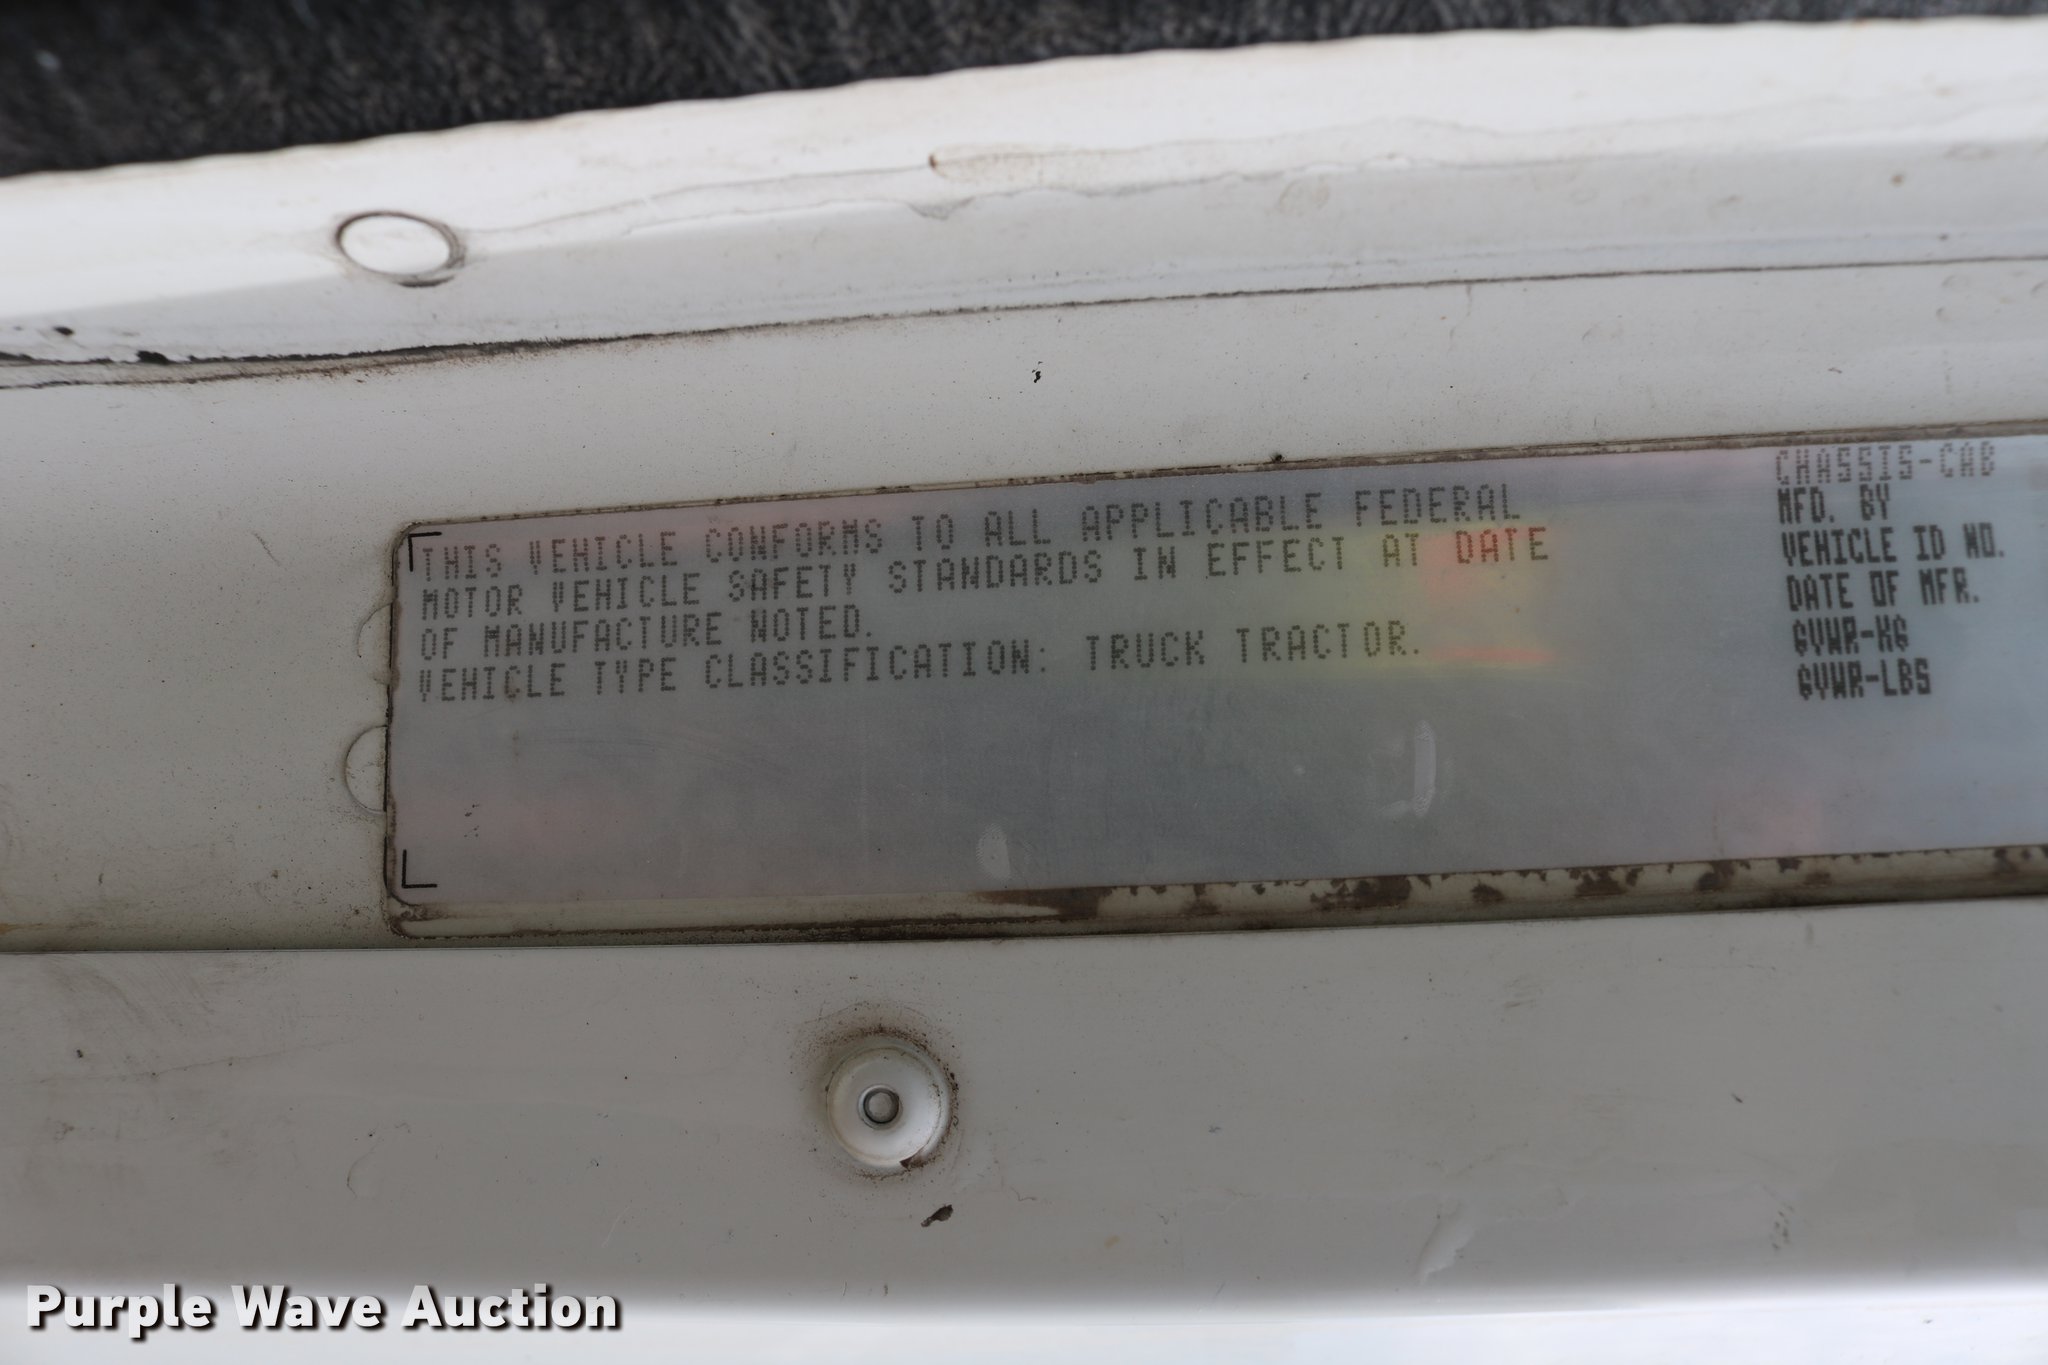 THIS VEHICLE CONFORMS TO ALL APPLICABLE FEDERAL
MOTOR VEHICLE SAFETY STANDARDS IN EFFECT AT DATE
OF MANUFACTURE NOTED.
VEHICLE TYPE CLASSIFICATION: TRUCK TRACTOR.
CHASSIS-CAB
MFD. BY
VEHICLE ID NO.
DATE OF MFR.
GVWR-KG
GVWR-LBS
Purple Wave Auction